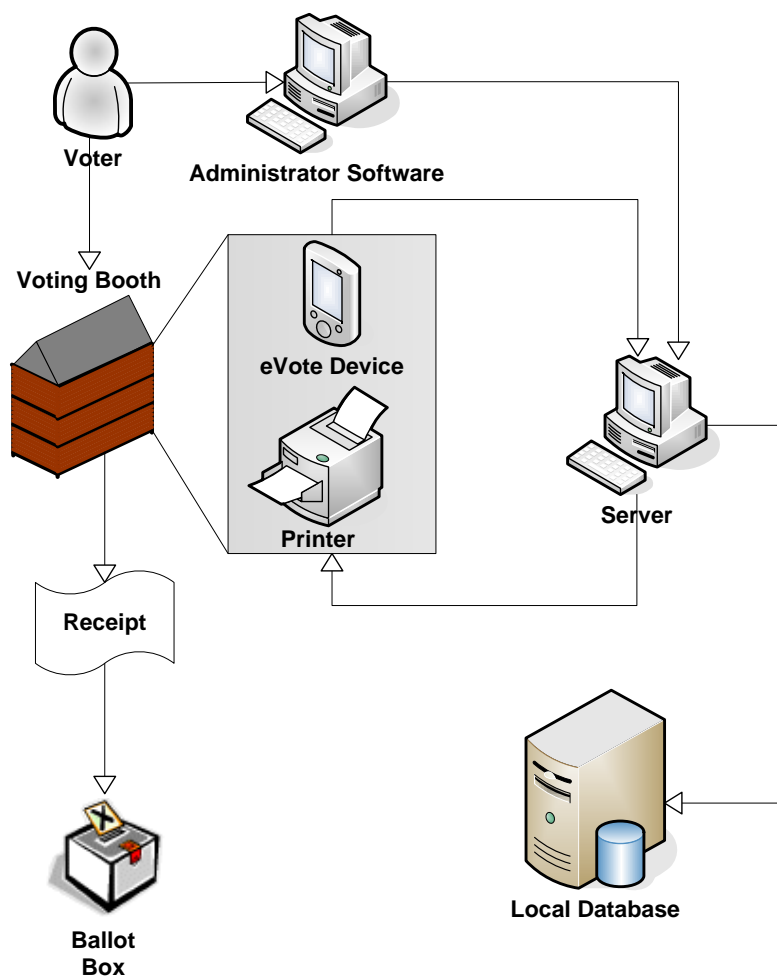 Voter
Administrator Software
Voting Booth
eVote Device
Printer
Server
Receipt
Local Database
Ballot
Box